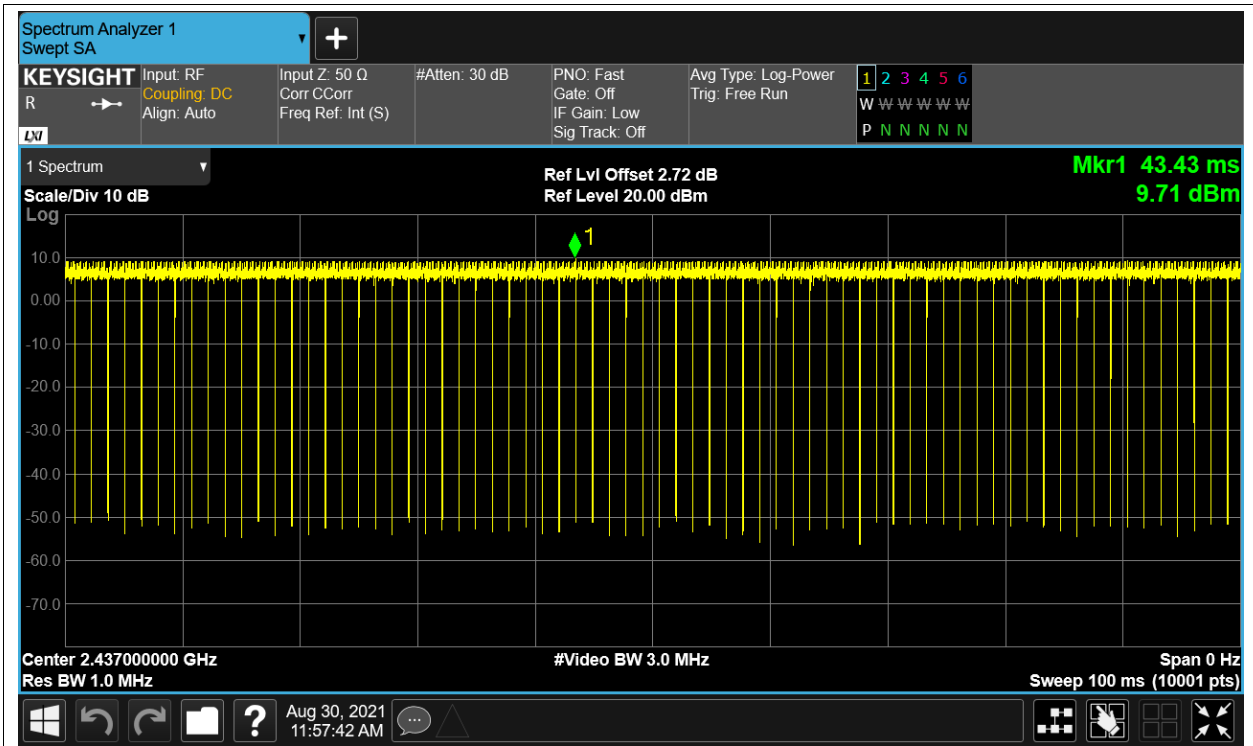 Spectrum Analyzer 1
Swept SA
KEYSIGHT
R
LXI
Input: RF
Coupling: DC
Align: Auto
Input Z: 50 Ω
Corr CCorr
Freq Ref: Int (S)
#Atten: 30 dB
PNO: Fast
Gate: Off
IF Gain: Low
Sig Track: Off
Avg Type: Log-Power
Trig: Free Run
1 2 3 4 5 6
W W W W W W
P N N N N N
1 Spectrum
Scale/Div 10 dB
Ref Lvl Offset 2.72 dB
Ref Level 20.00 dBm
Mkr1 43.43 ms
9.71 dBm
Log
1
10.0
0.00
-10.0
-20.0
-30.0
-40.0
-50.0
-60.0
-70.0
Center 2.437000000 GHz
Res BW 1.0 MHz
#Video BW 3.0 MHz
Span 0 Hz
Sweep 100 ms (10001 pts)
?
Aug 30, 2021
11:57:42 AM